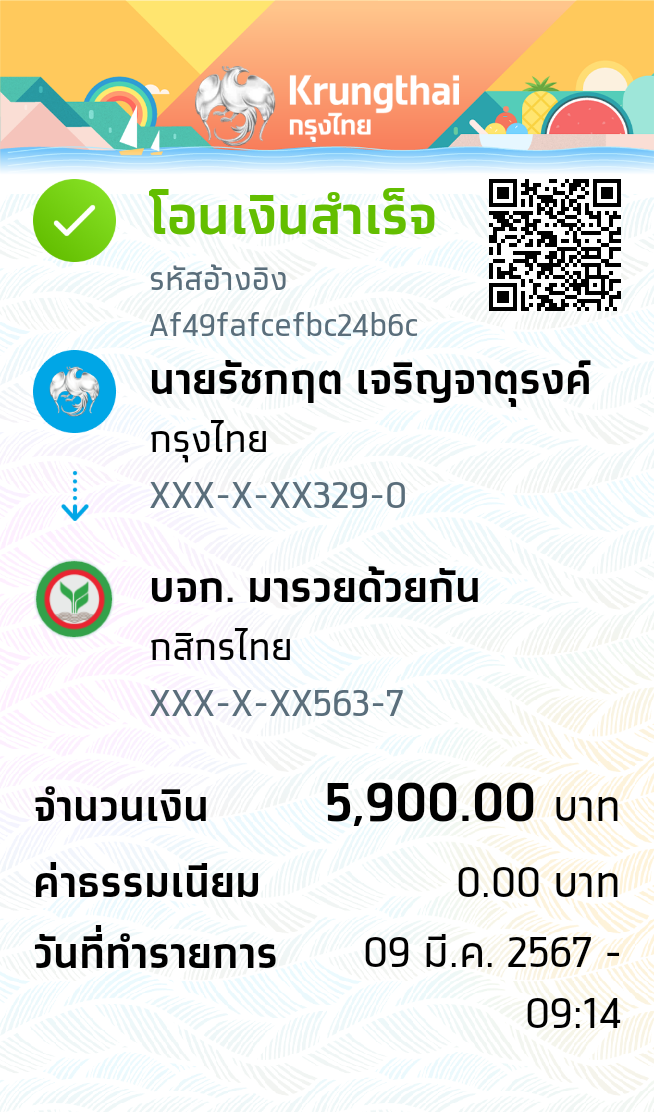 Krungthai
กรุงไทย
โอนเงินสำเร็จ
รหัสอ้างอิง
Af49fafcefbc24b6c
นายรัชกฤต เจริญจาตุรงค์
กรุงไทย
XXX-X-XX329-0
บจก. มารวยด้วยกัน
กสิกรไทย
XXX-X-XX563-7
จำนวนเงิน 5,900.00 บาท
ค่าธรรมเนียม 0.00 บาท
วันที่ทำรายการ 09 มี.ค. 2567 -
09:14